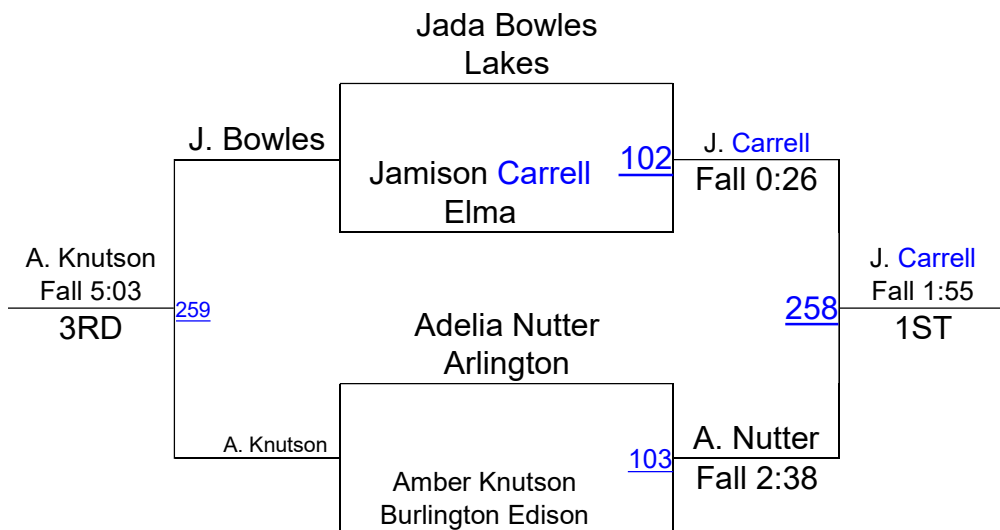 Jada Bowles
Lakes
J. Bowles
102
J. Carrell
Fall 0:26
Jamison Carrell
Elma
A. Knutson
Fall 5:03
3RD
259
258
J. Carrell
Fall 1:55
1ST
Adelia Nutter
Arlington
A. Knutson
103
A. Nutter
Fall 2:38
Amber Knutson
Burlington Edison